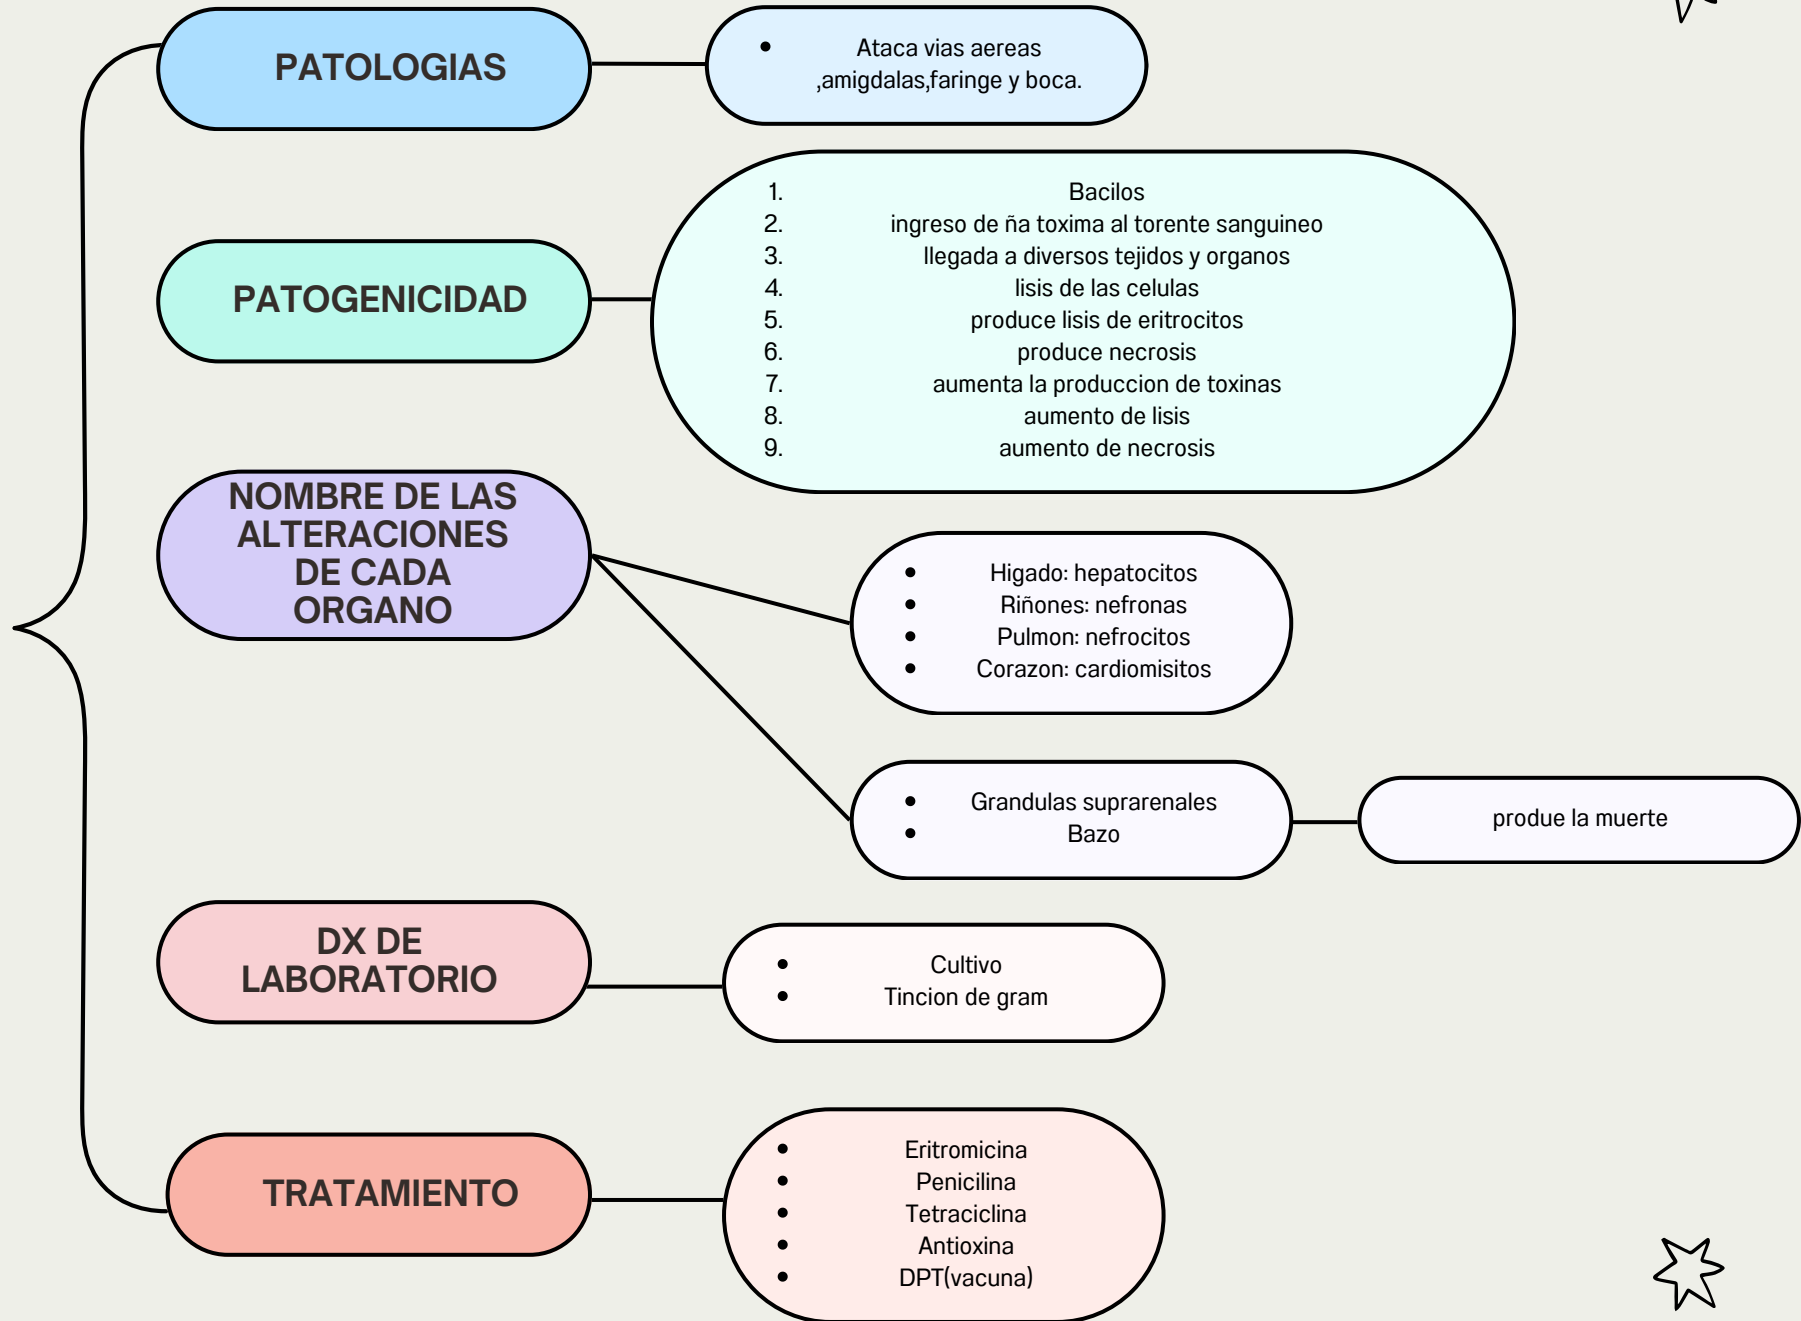 PATOLOGIAS
• Ataca vias aereas
,amigdalas,faringe y boca.
PATOGENICIDAD
1. Bacilos
2. ingreso de ña toxima al torente sanguineo
3. llegada a diversos tejidos y organos
4. lisis de las celulas
5. produce lisis de eritrocitos
6. produce necrosis
7. aumenta la produccion de toxinas
8. aumento de lisis
9. aumento de necrosis
NOMBRE DE LAS
ALTERACIONES
DE CADA
ORGANO
• Higado: hepatocitos
• Riñones: nefronas
• Pulmon: nefrocitos
• Corazon: cardiomisitos
• Grandulas suprarenales
• Bazo
produe la muerte
DX DE
LABORATORIO
• Cultivo
• Tincion de gram
TRATAMIENTO
• Eritromicina
• Penicilina
• Tetraciclina
• Antioxina
• DPT(vacuna)